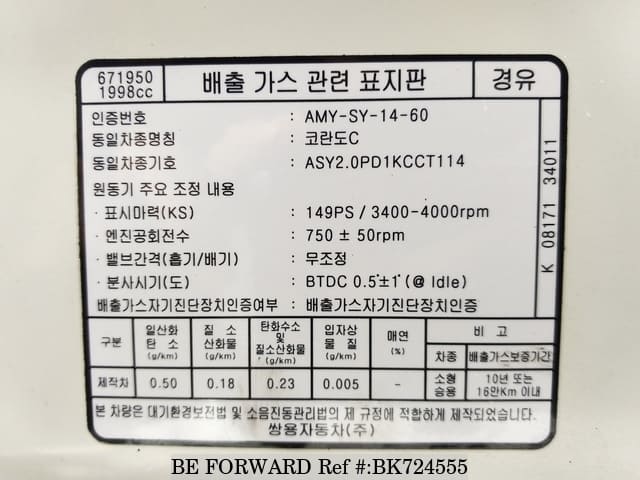 671950
1998cc
배출 가스 관련 표지판
경유
인증번호 : AMY-SY-14-60
동일차종명칭 : 코란도C
동일차종기호 : ASY2.0PD1KCCT114
원동기 주요 조정 내용
· 표시마력(KS) : 149PS / 3400-4000rpm
· 엔진공회전수 : 750 ± 50rpm
· 밸브간격(흡기/배기) : 무조정
· 분사시기(도) : BTDC 0.5°±1° (@ Idle)
배출가스자기진단장치인증여부 : 배출가스자기진단장치인증
K 08171 34011
구분
일산화
탄 소
(g/km)
질 소
산화물
(g/km)
탄화수소
및
질소산화물
(g/km)
입자상
물 질
(g/km)
매연
(%)
비 고
차종 배출가스보증기간
제작차 0.50 0.18 0.23 0.005 -
소형
승용
10년 또는
16만Km 이내
본 차량은 대기환경보전법 및 소음진동관리법의 제 규정에 적합하게 제작되었습니다.
쌍용자동차(주)
BE FORWARD Ref #:BK724555